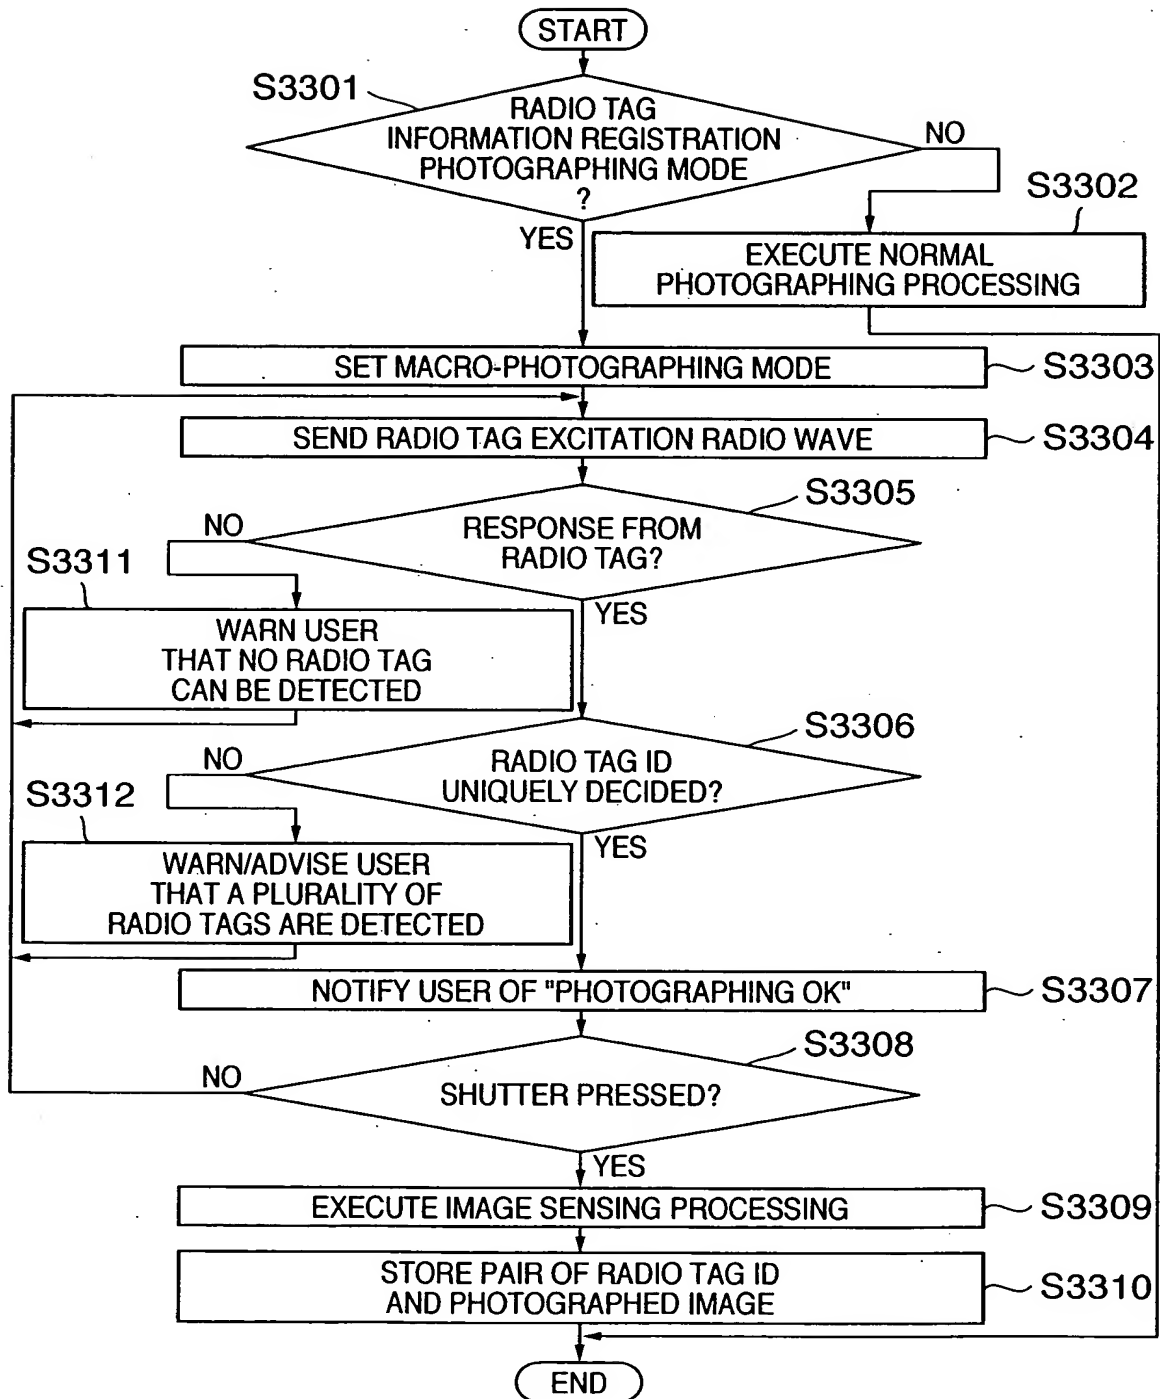 START
S3301
RADIO TAG
INFORMATION REGISTRATION
PHOTOGRAPHING MODE
?
NO
YES
S3302
EXECUTE NORMAL
PHOTOGRAPHING PROCESSING
SET MACRO-PHOTOGRAPHING MODE
S3303
SEND RADIO TAG EXCITATION RADIO WAVE
S3304
S3305
NO
RESPONSE FROM
RADIO TAG?
YES
S3311
WARN USER
THAT NO RADIO TAG
CAN BE DETECTED
S3306
NO
RADIO TAG ID
UNIQUELY DECIDED?
YES
S3312
WARN/ADVISE USER
THAT A PLURALITY OF
RADIO TAGS ARE DETECTED
NOTIFY USER OF "PHOTOGRAPHING OK"
S3307
S3308
NO
SHUTTER PRESSED?
YES
EXECUTE IMAGE SENSING PROCESSING
S3309
STORE PAIR OF RADIO TAG ID
AND PHOTOGRAPHED IMAGE
S3310
END